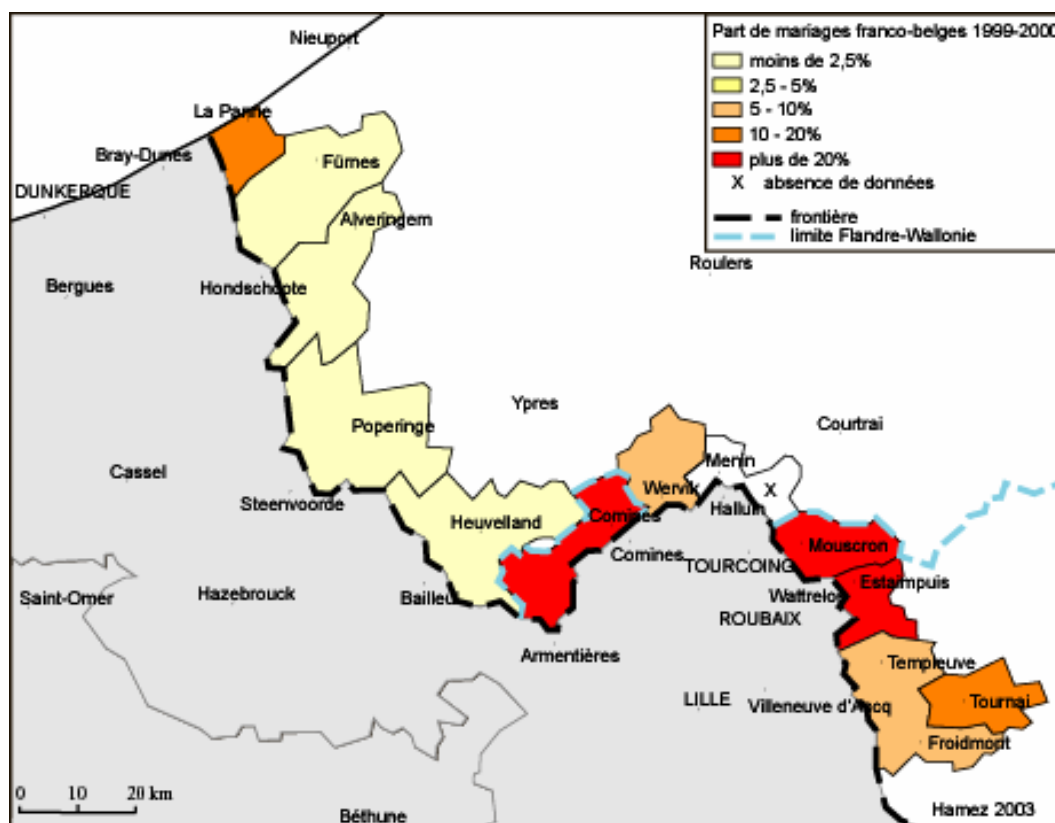 Part de mariages franco-belges 1999-2000
moins de 2,5%
2,5 - 5%
5 - 10%
10 - 20%
plus de 20%
X absence de données
frontière
limite Flandre-Wallonie
Nieuport
La Panne
Bray-Dunes
Fûrnes
DUNKERQUE
Alveringem
Roulers
Bergues
Hondschoote
Ypres
Courtrai
Poperinge
Menin
Cassel
Wervik
X
Steenvoorde
Halluin
Heuvelland
Comines
Mouscron
Comines
TOURCOING
Estaimpuis
Saint-Omer
Hazebrouck
Bailleul
Wattrelos
ROUBAIX
Armentières
Templeuve
LILLE
Villeneuve d'Ascq
Tournai
Froidmont
0 10 20 km
Béthune
Hamez 2003